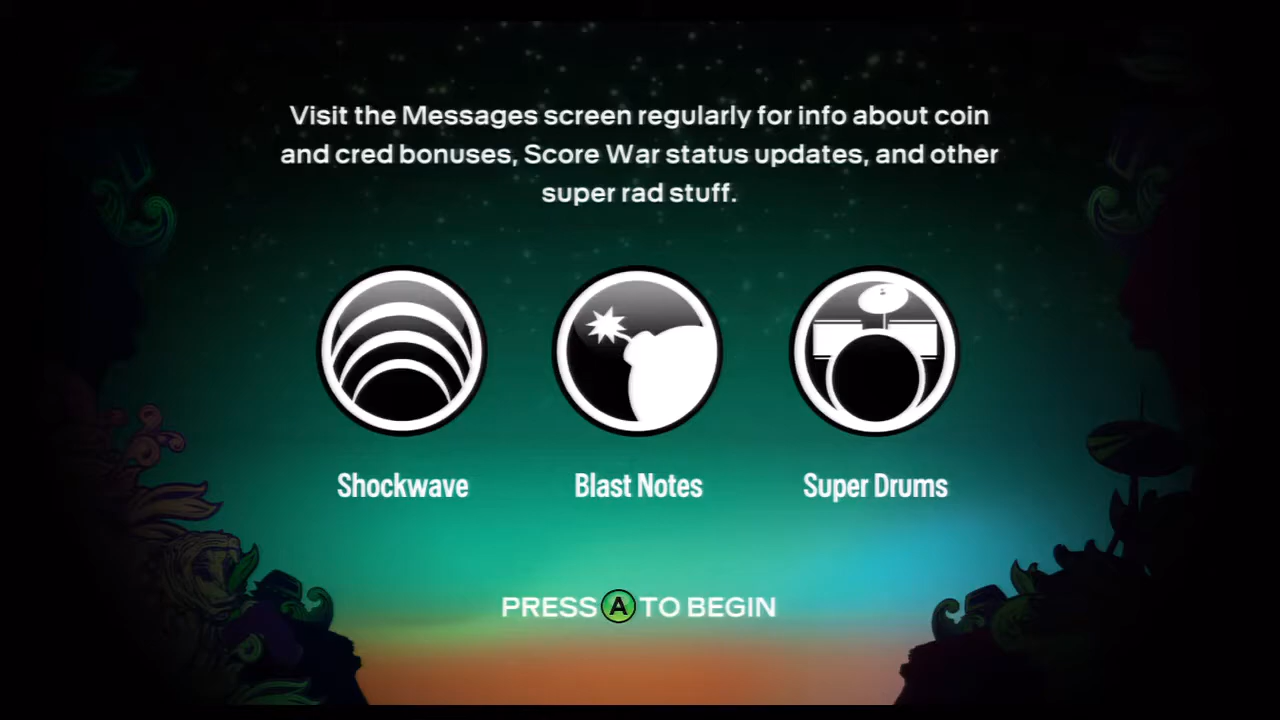 Visit the Messages screen regularly for info about coin
and cred bonuses, Score War status updates, and other
super rad stuff.
Shockwave
Blast Notes
Super Drums
PRESS A TO BEGIN